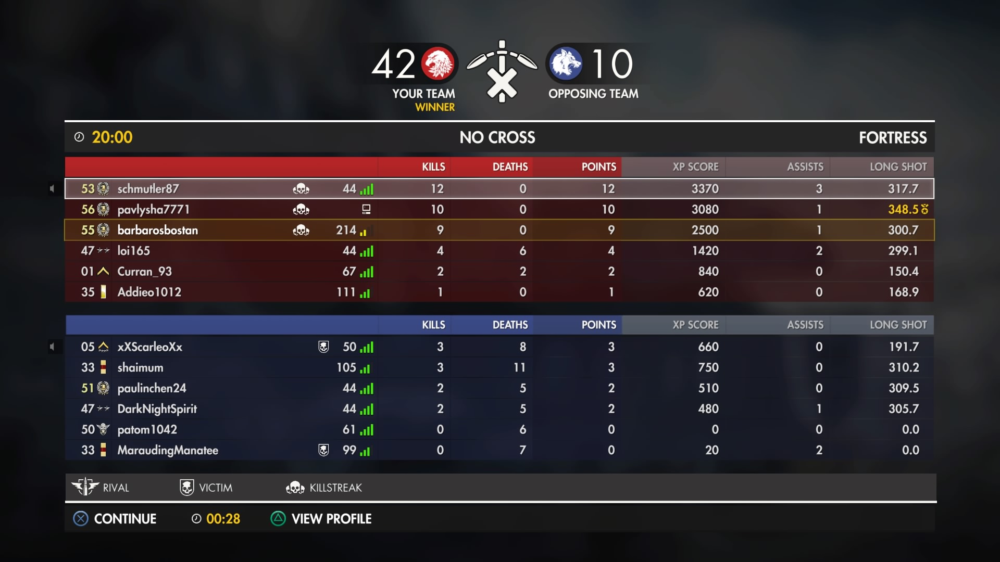 42 10
YOUR TEAM OPPOSING TEAM
WINNER
20:00 NO CROSS FORTRESS
KILLS DEATHS POINTS XP SCORE ASSISTS LONG SHOT
53 schmutler87 44 12 0 12 3370 3 317.7
56 pavlysha7771 10 0 10 3080 1 348.5
55 barbarosbostan 214 9 0 9 2500 1 300.7
47 loi165 44 4 6 4 1420 2 299.1
01 Curran_93 67 2 2 2 840 0 150.4
35 Addieo1012 111 1 0 1 620 0 168.9
KILLS DEATHS POINTS XP SCORE ASSISTS LONG SHOT
05 xXScarleoXx 50 3 8 3 660 0 191.7
33 shaimum 105 3 11 3 750 0 310.2
51 paulinchen24 44 2 5 2 510 0 309.5
47 DarkNightSpirit 44 2 5 2 480 1 305.7
50 patom1042 61 0 6 0 0 0 0.0
33 MaraudingManatee 99 0 7 0 20 2 0.0
RIVAL VICTIM KILLSTREAK
CONTINUE 00:28 VIEW PROFILE